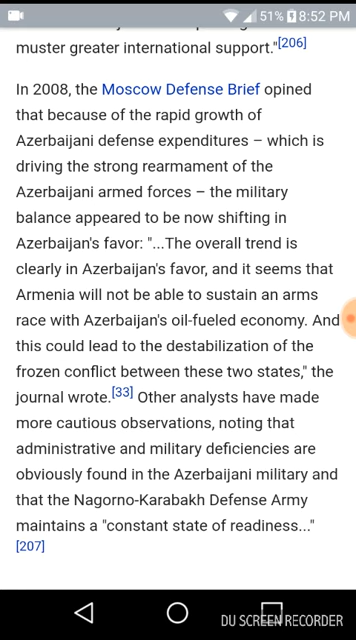 51% 8:52 PM
muster greater international support."[206]
In 2008, the Moscow Defense Brief opined
that because of the rapid growth of
Azerbaijani defense expenditures – which is
driving the strong rearmament of the
Azerbaijani armed forces – the military
balance appeared to be now shifting in
Azerbaijan's favor: "...The overall trend is
clearly in Azerbaijan's favor, and it seems that
Armenia will not be able to sustain an arms
race with Azerbaijan's oil-fueled economy. And
this could lead to the destabilization of the
frozen conflict between these two states," the
journal wrote.[33] Other analysts have made
more cautious observations, noting that
administrative and military deficiencies are
obviously found in the Azerbaijani military and
that the Nagorno-Karabakh Defense Army
maintains a "constant state of readiness..."
[207]
DU SCREEN RECORDER